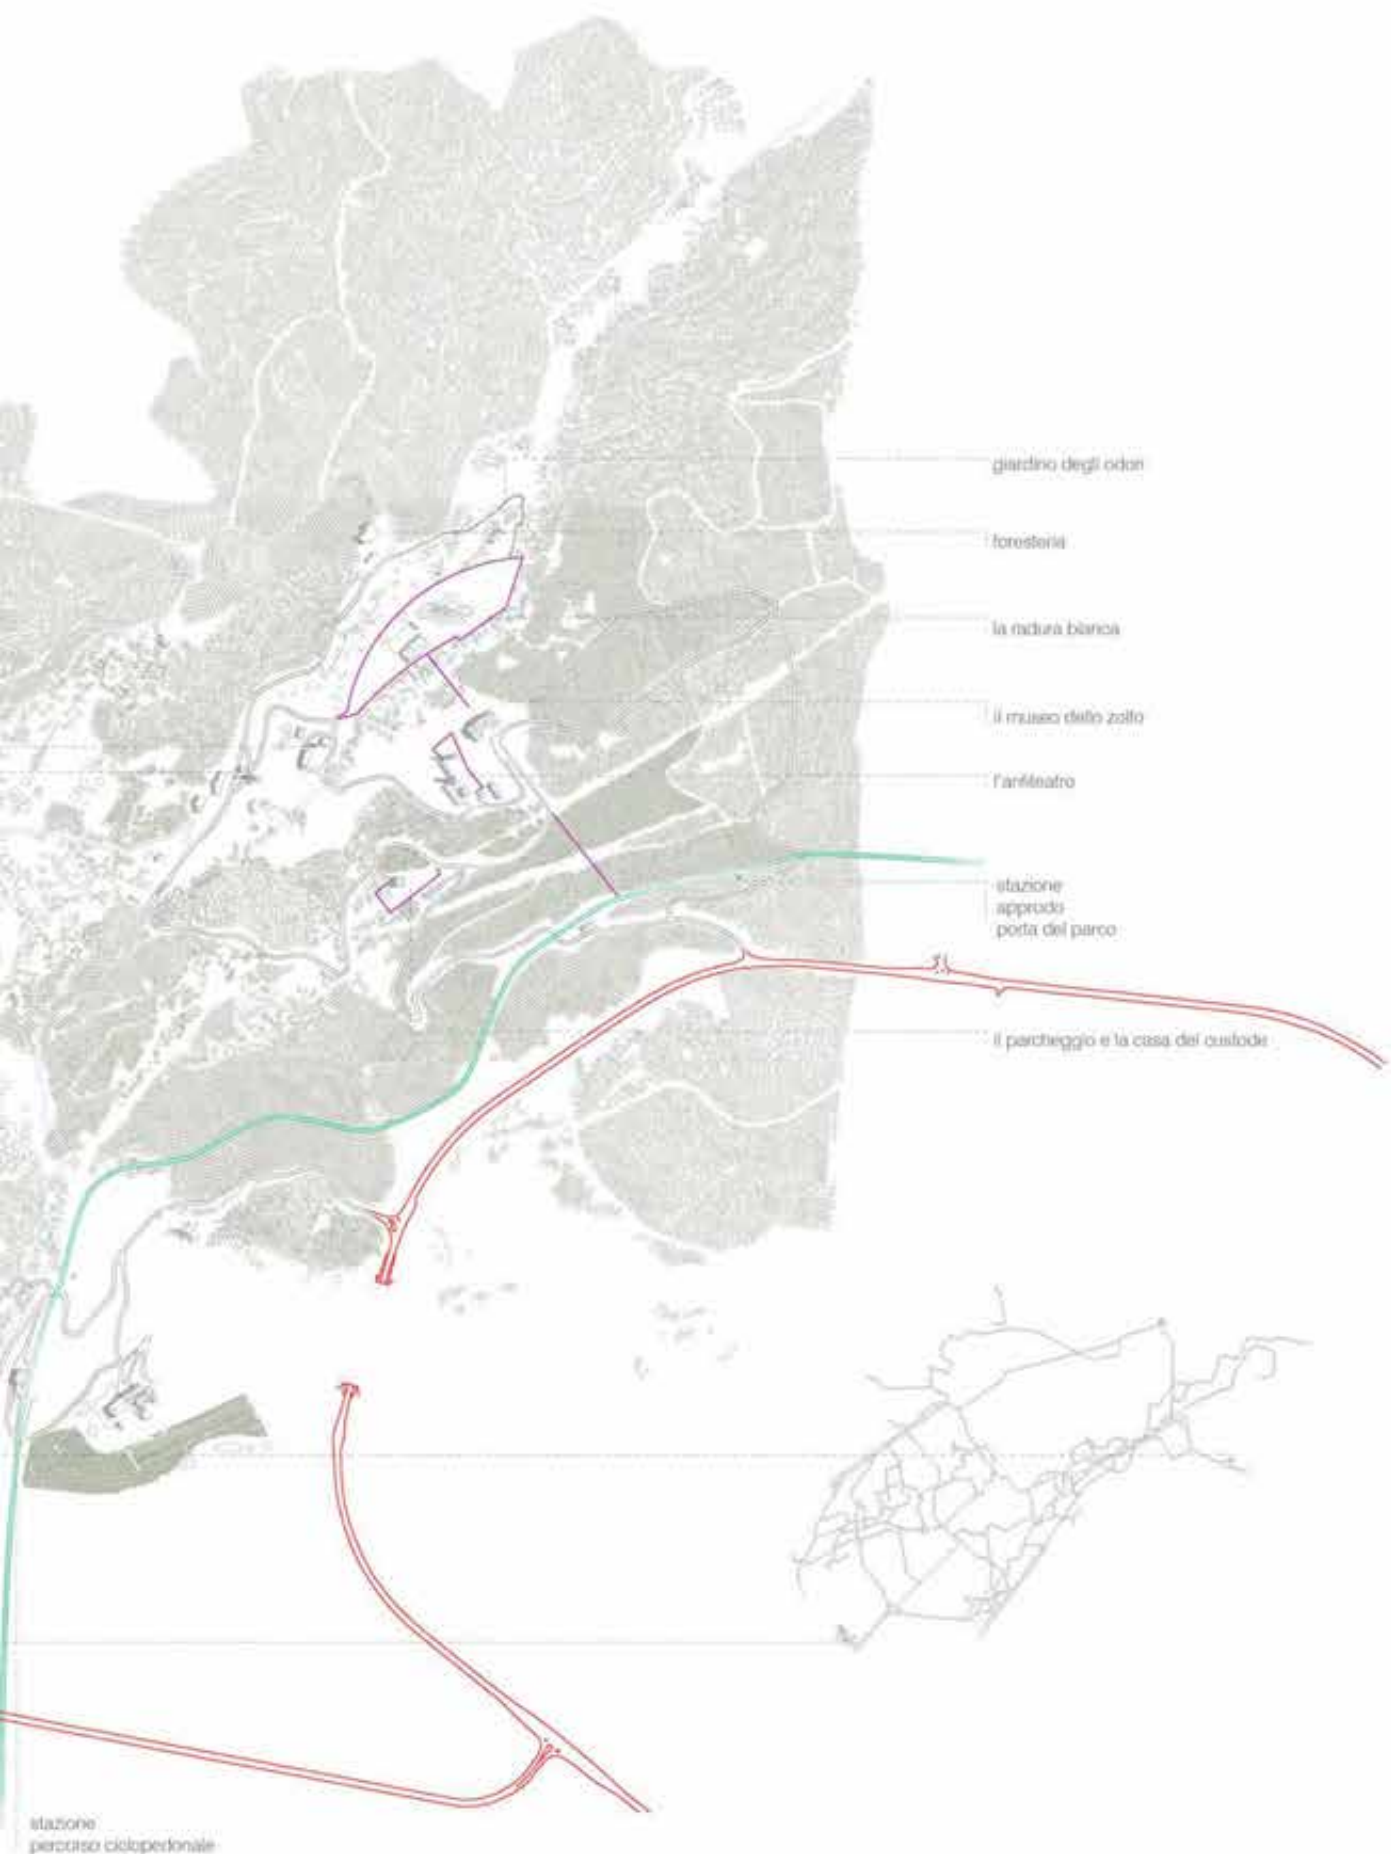 giardino degli odori
foresteria
la radura bianca
il museo dello zolfo
l'anfiteatro
stazione
approdo
porta del parco
il parcheggio e la casa del custode
stazione
percorso ciclopedonale